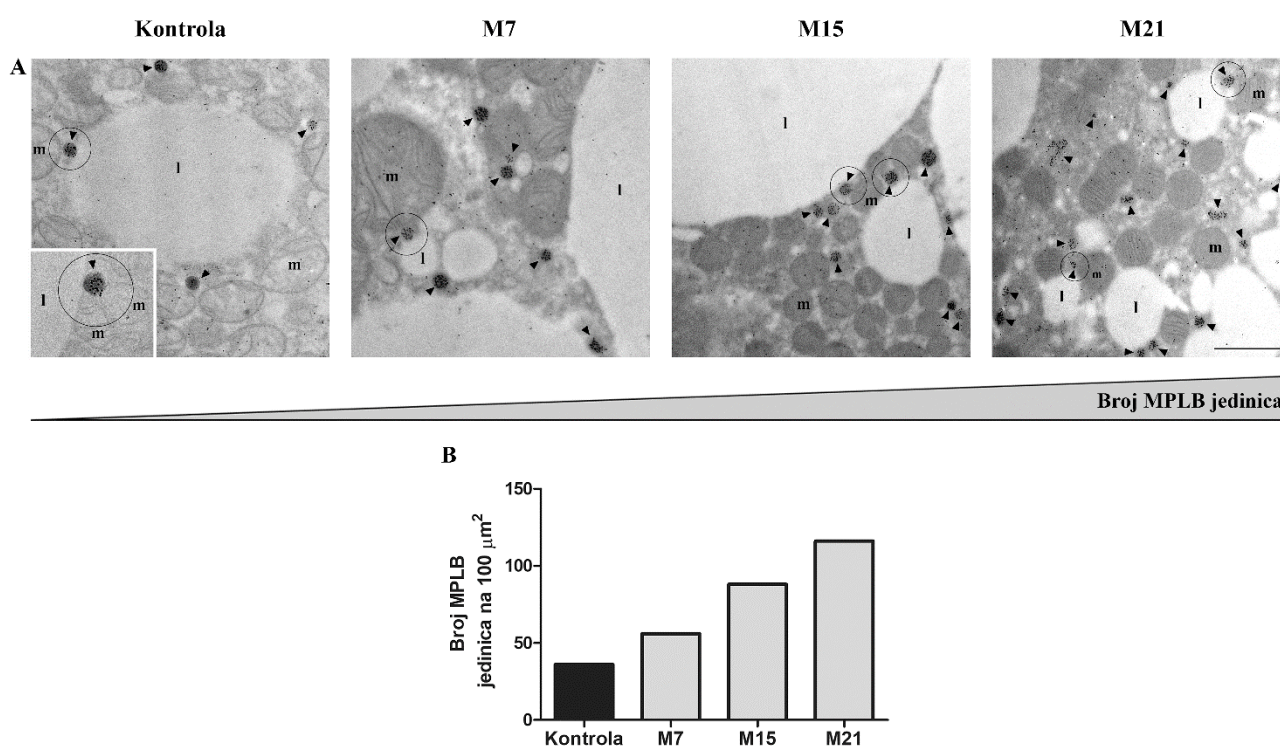 Kontrola M7 M15 M21
A
m l m l m m
m l l
l m l m
l m m m l l
Broj MPLB jedinica
B
Broj MPLB
jedinica na 100 μm²
150
100
50
0
Kontrola M7 M15 M21